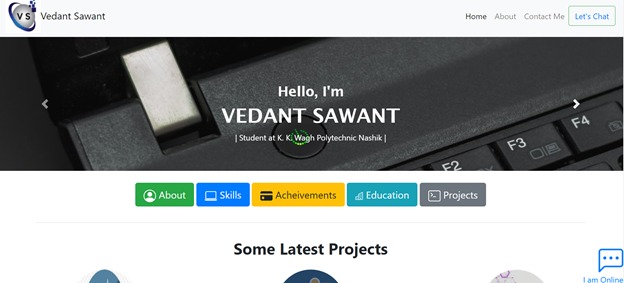 VS
Vedant Sawant
Home
About
Contact Me
Let's Chat
Hello, I'm
VEDANT SAWANT
| Student at K. K. Wagh Polytechnic Nashik |
F2
F3
F4
About
Skills
Acheivements
Education
Projects
Some Latest Projects
I am Online